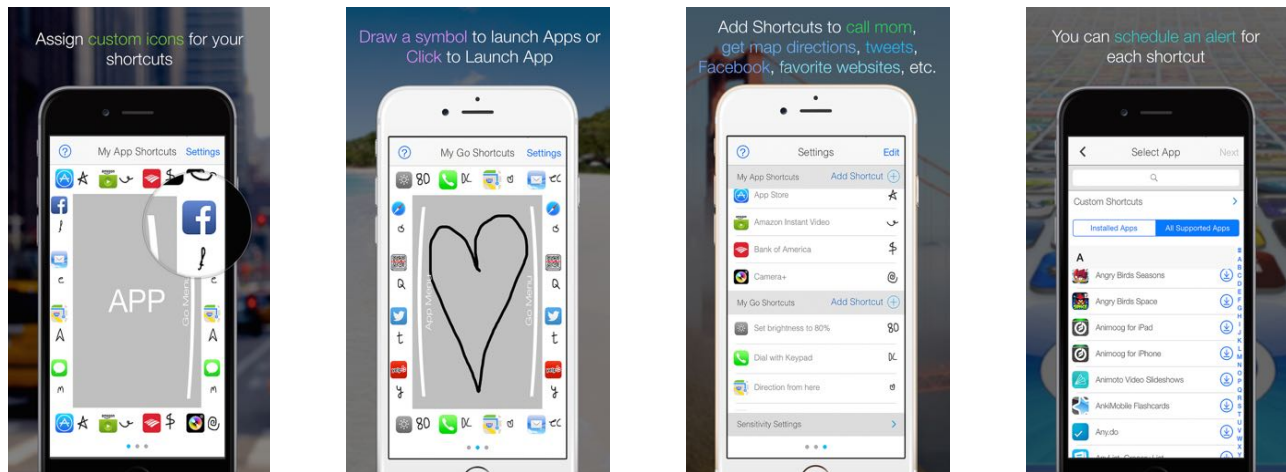 Assign custom icons for your
shortcuts
My App Shortcuts
Settings
APP
Go Menu
Draw a symbol to launch Apps or
Click to Launch App
My Go Shortcuts
Settings
80
DC
Q
App Menu
Go Menu
t
y
80
DC
Add Shortcuts to call mom,
get map directions, tweets,
Facebook, favorite websites, etc.
Settings
Edit
My App Shortcuts
Add Shortcut
App Store
Amazon Instant Video
Bank of America
$
Camera+
@
My Go Shortcuts
Add Shortcut
Set brightness to 80%
80
Dial with Keypad
DC
Direction from here
Sensitivity Settings
You can schedule an alert for
each shortcut
Select App
Next
Custom Shortcuts
Installed Apps
All Supported Apps
A
Angry Birds Seasons
Angry Birds Space
Animoog for iPad
Animoog for iPhone
Animoto Video Slideshows
AnkiMobile Flashcards
Any.do